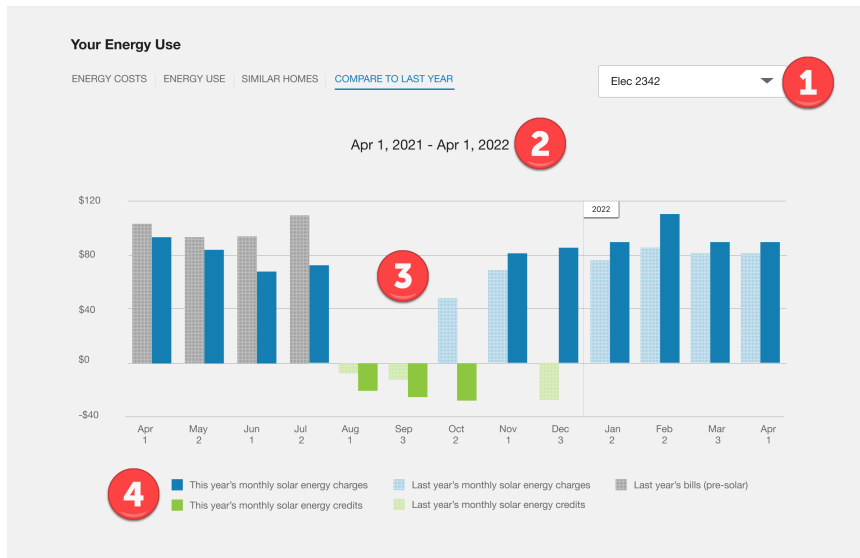 Your Energy Use
ENERGY COSTS ENERGY USE SIMILAR HOMES COMPARE TO LAST YEAR
Elec 2342 1
Apr 1, 2021 - Apr 1, 2022 2
$120
2022
$80
3
$40
$0
-$40
Apr May Jun Jul Aug Sep Oct Nov Dec Jan Feb Mar Apr
1 2 1 2 1 3 2 1 3 2 2 3 1
4
This year's monthly solar energy charges Last year's monthly solar energy charges Last year's bills (pre-solar)
This year's monthly solar energy credits Last year's monthly solar energy credits